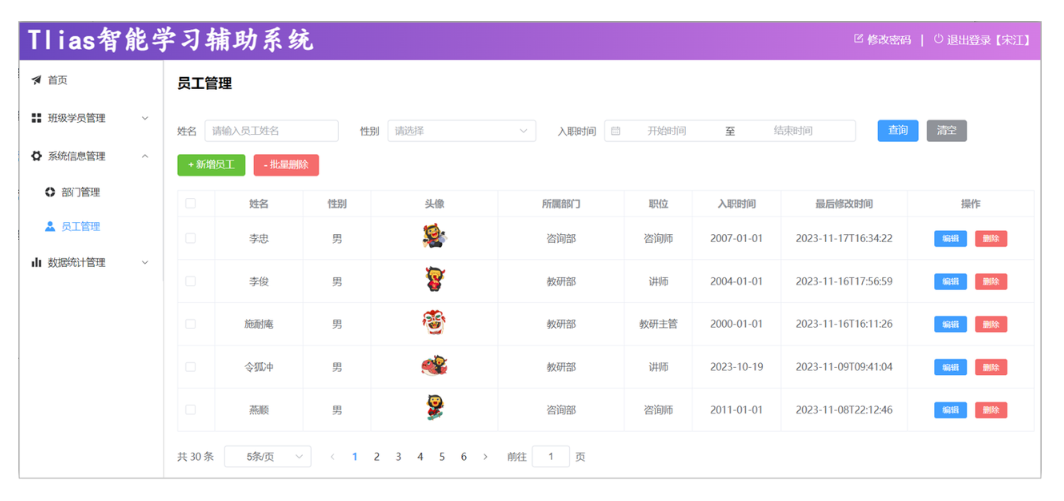 Tlias智能学习辅助系统
修改密码 | 退出登录【宋江】
首页
班级学员管理
系统信息管理
部门管理
员工管理
数据统计管理
员工管理
姓名 请输入员工姓名 性别 请选择 入职时间 开始时间 至 结束时间 查询 清空
+ 新增员工 - 批量删除
姓名 性别 头像 所属部门 职位 入职时间 最后修改时间 操作
李忠 男 咨询部 咨询师 2007-01-01 2023-11-17T16:34:22 编辑 删除
李俊 男 教研部 讲师 2004-01-01 2023-11-16T17:56:59 编辑 删除
施耐庵 男 教研部 教研主管 2000-01-01 2023-11-16T16:11:26 编辑 删除
令狐冲 男 教研部 讲师 2023-10-19 2023-11-09T09:41:04 编辑 删除
燕顺 男 咨询部 咨询师 2011-01-01 2023-11-08T22:12:46 编辑 删除
共 30 条 5条/页 < 1 2 3 4 5 6 > 前往 1 页